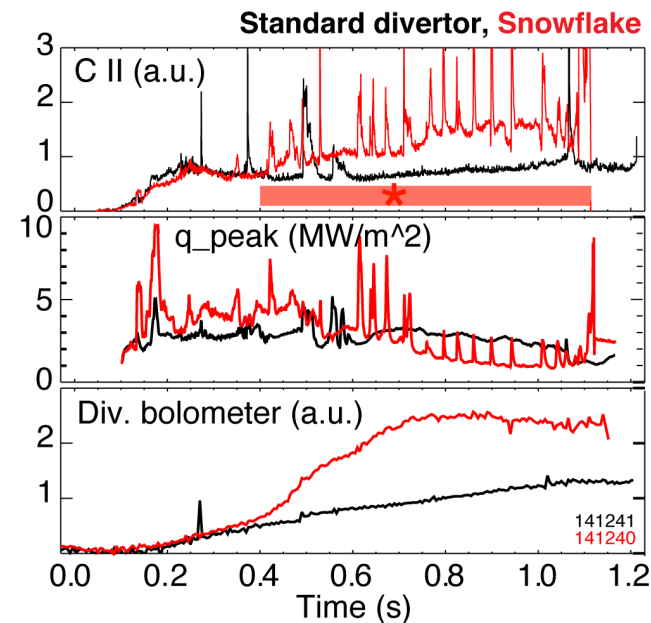 Standard divertor, Snowflake
3
C II (a.u.)
2
1
0
*
10
q_peak (MW/m^2)
5
0
Div. bolometer (a.u.)
2
1
141241
141240
0.0 0.2 0.4 0.6 0.8 1.0 1.2
Time (s)